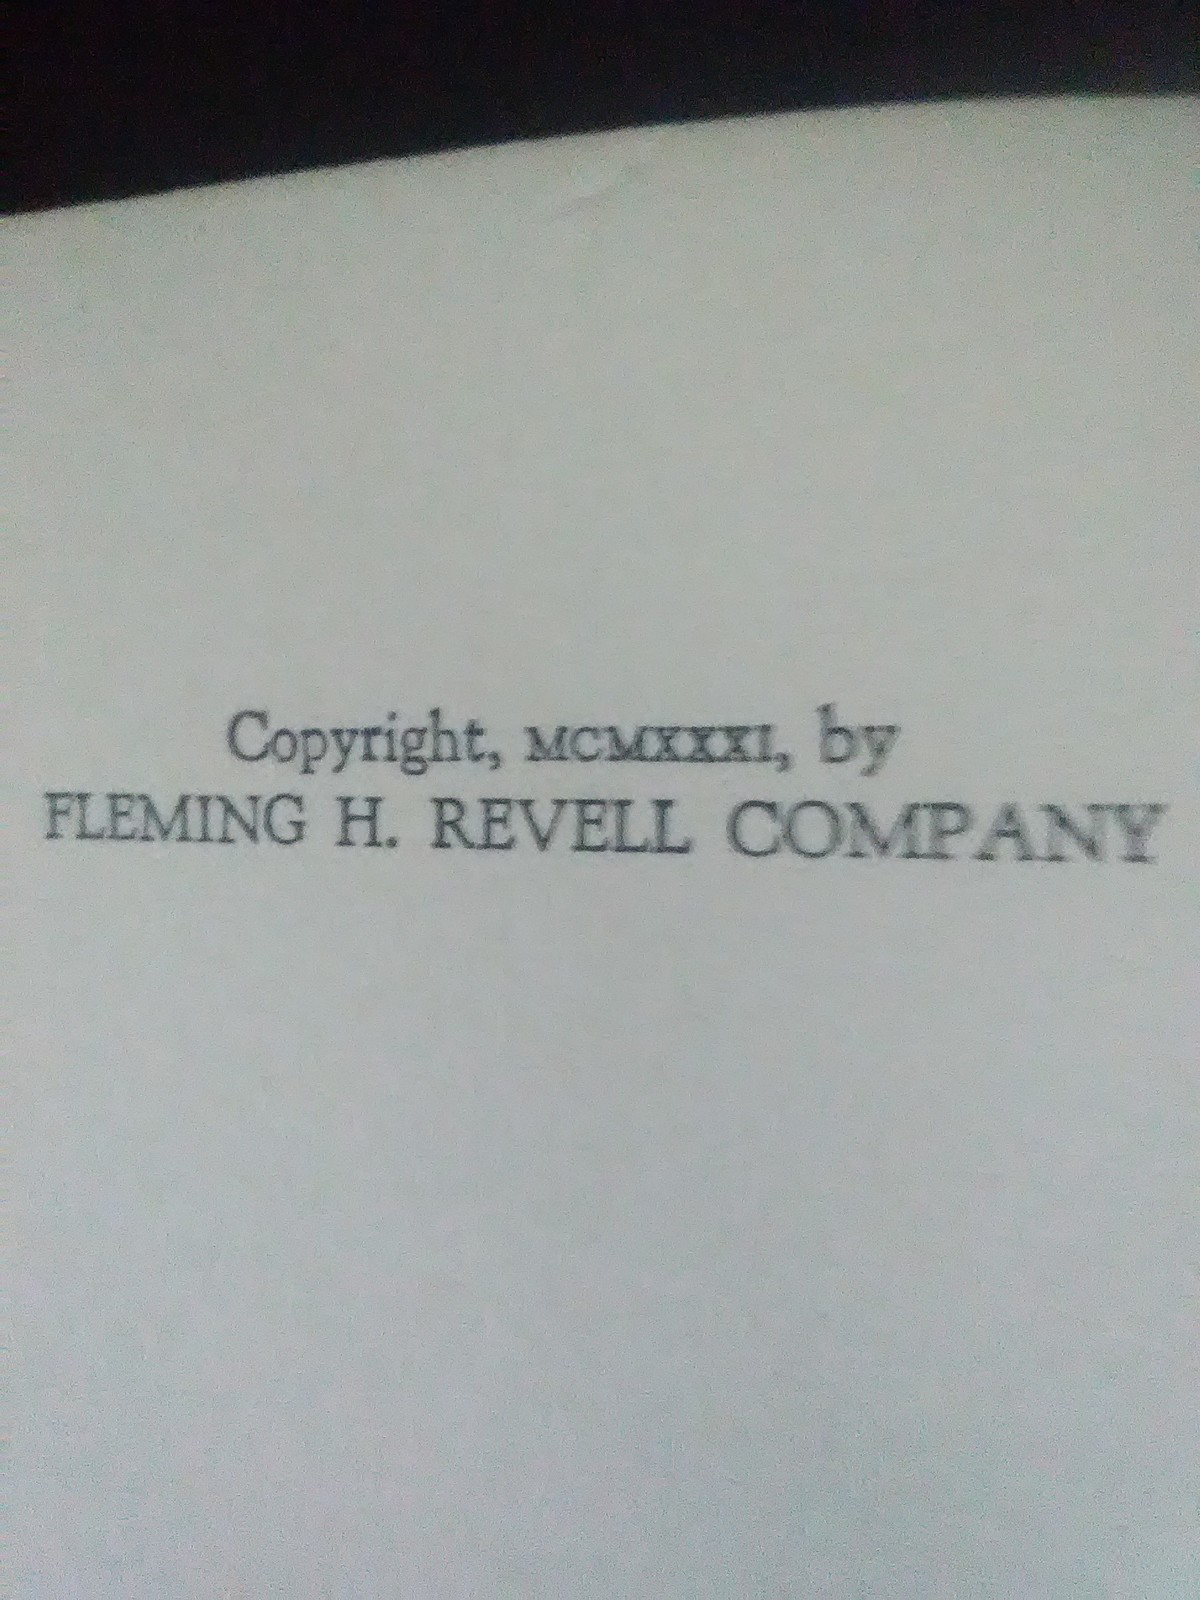 Copyright, MCMXXXI, by
FLEMING H. REVELL COMPANY